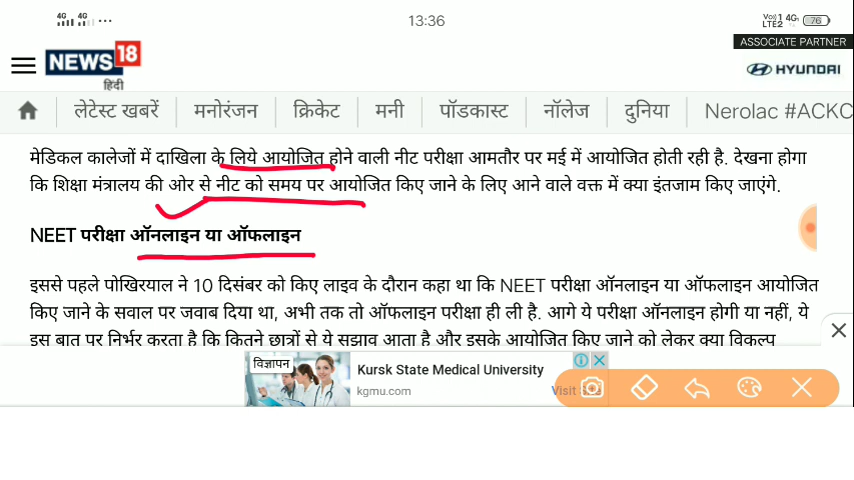 4G 4G
13:36
Vo) 1 4G
LTE2
76
ASSOCIATE PARTNER
NEWS 18
हिंदी
HYUNDAI
लेटेस्ट खबरें मनोरंजन क्रिकेट मनी पॉडकास्ट नॉलेज दुनिया Nerolac #ACKC
मेडिकल कालेजों में दाखिला के लिये आयोजित होने वाली नीट परीक्षा आमतौर पर मई में आयोजित होती रही है. देखना होगा
कि शिक्षा मंत्रालय की ओर से नीट को समय पर आयोजित किए जाने के लिए आने वाले वक्त में क्या इंतजाम किए जाएंगे.
NEET परीक्षा ऑनलाइन या ऑफलाइन
इससे पहले पोखिरयाल ने 10 दिसंबर को किए लाइव के दौरान कहा था कि NEET परीक्षा ऑनलाइन या ऑफलाइन आयोजित
किए जाने के सवाल पर जवाब दिया था, अभी तक तो ऑफलाइन परीक्षा ही ली है. आगे ये परीक्षा ऑनलाइन होगी या नहीं, ये
इस बात पर निर्भर करता है कि कितने छात्रों से ये सुझाव आता है और इसके आयोजित किए जाने को लेकर क्या विकल्प
विज्ञापन
Kursk State Medical University
kgmu.com
Visit Site